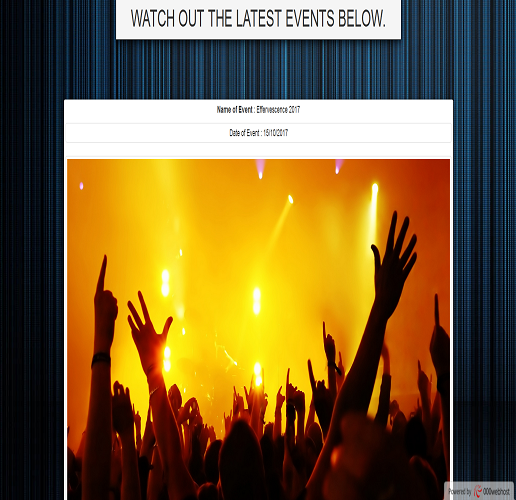 WATCH OUT THE LATEST EVENTS BELOW.
Name of Event : Effervescence 2017
Date of Event : 15/10/2017
Powered by 000webhost